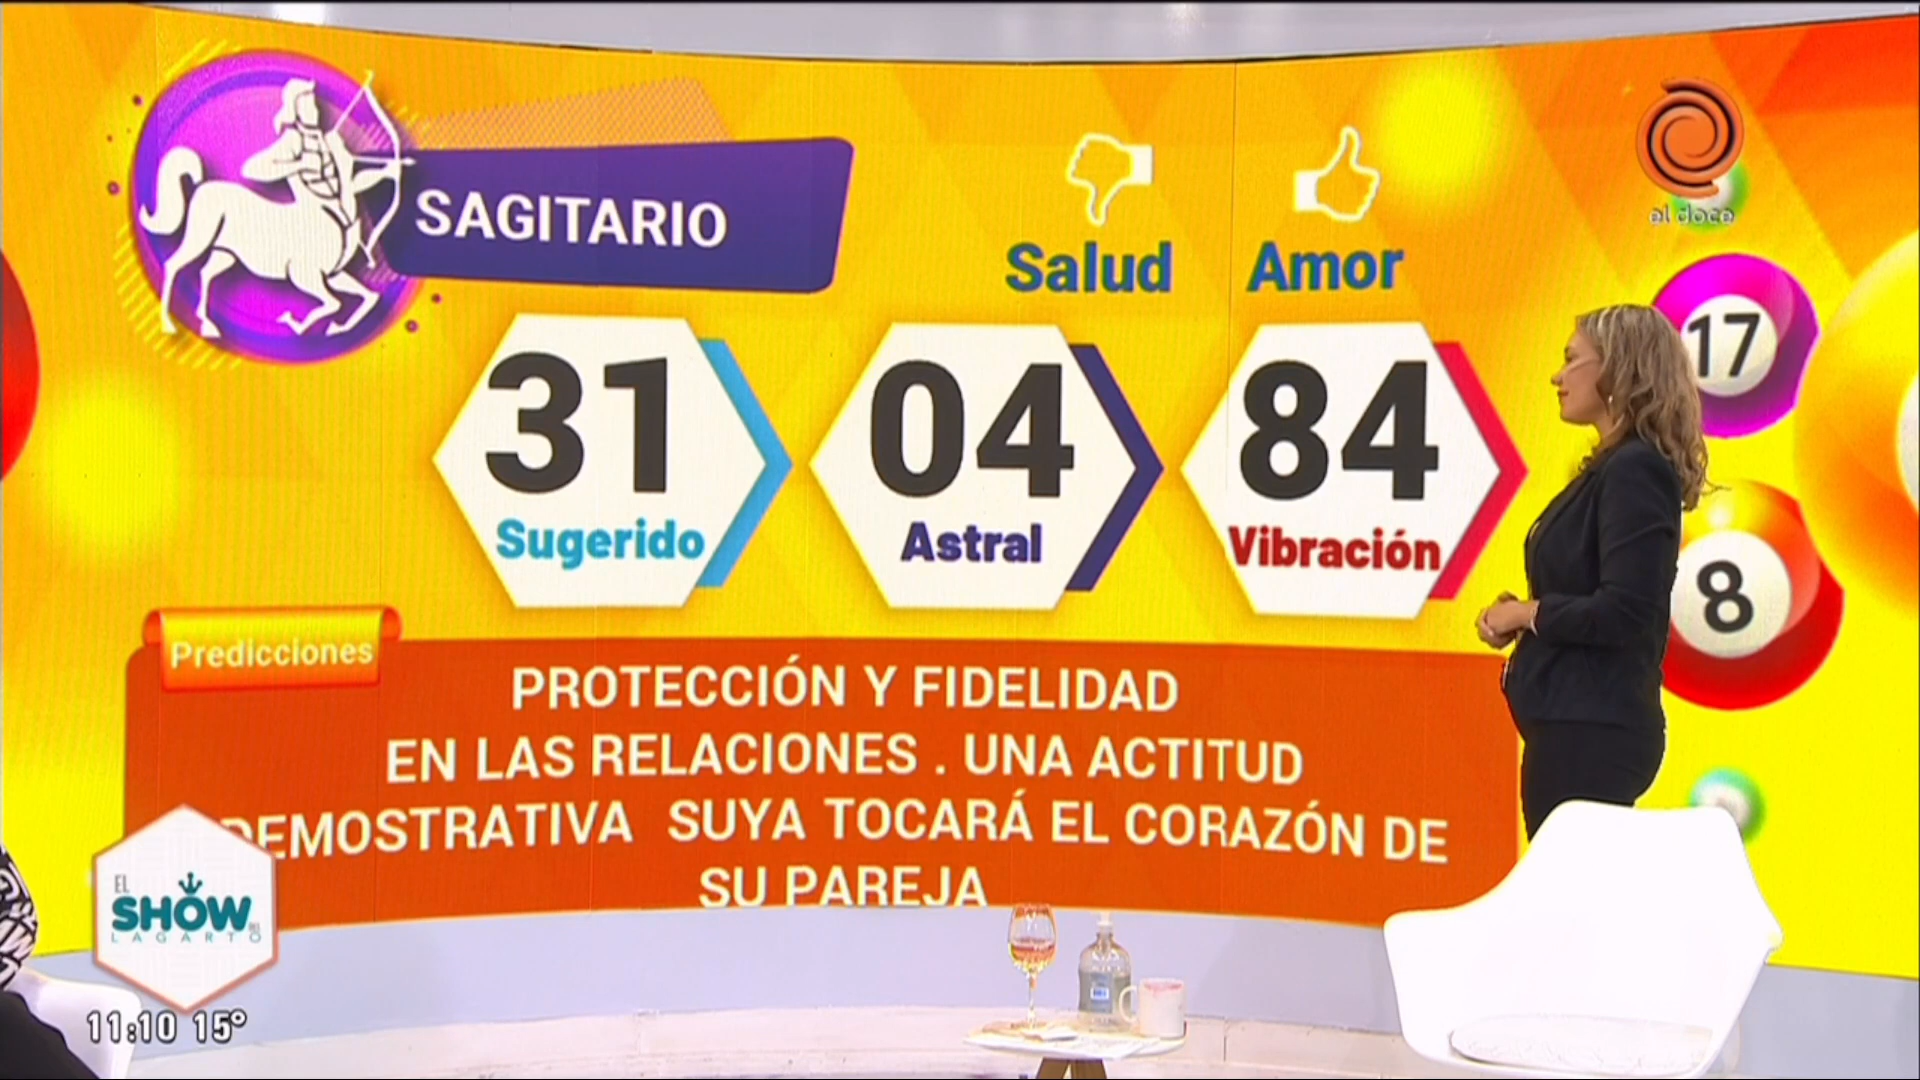 SAGITARIO
Salud
Amor
el doce
31
Sugerido
04
Astral
84
Vibración
17
8
Predicciones
PROTECCIÓN Y FIDELIDAD
EN LAS RELACIONES . UNA ACTITUD
DEMOSTRATIVA SUYA TOCARÁ EL CORAZÓN DE
SU PAREJA
EL
SHOW
DEL
LAGARTO
11:10 15°